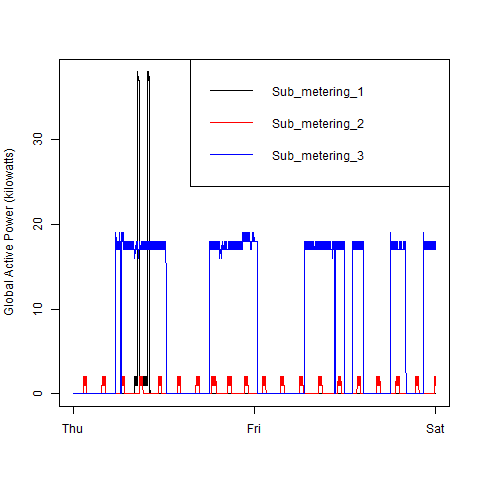 Sub_metering_1
Sub_metering_2
Sub_metering_3
Global Active Power (kilowatts)
30
20
10
0
Thu Fri Sat